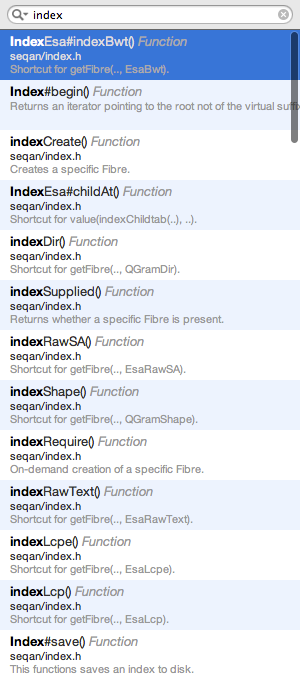 index
IndexEsa#indexBwt() Function
seqan/index.h
Shortcut for getFibre(.., EsaBwt).
Index#begin() Function
Returns an iterator pointing to the root not of the virtual suffi
indexCreate() Function
seqan/index.h
Creates a specific Fibre.
IndexEsa#childAt() Function
seqan/index.h
Shortcut for value(indexChildtab(..), ..).
indexDir() Function
seqan/index.h
Shortcut for getFibre(.., QGramDir).
indexSupplied() Function
seqan/index.h
Returns whether a specific Fibre is present.
indexRawSA() Function
seqan/index.h
Shortcut for getFibre(.., EsaRawSA).
indexShape() Function
seqan/index.h
Shortcut for getFibre(.., QGramShape).
indexRequire() Function
seqan/index.h
On-demand creation of a specific Fibre.
indexRawText() Function
seqan/index.h
Shortcut for getFibre(.., EsaRawText).
indexLcpe() Function
seqan/index.h
Shortcut for getFibre(.., EsaLcpe).
indexLcp() Function
seqan/index.h
Shortcut for getFibre(.., EsaLcp).
Index#save() Function
seqan/index.h
This functions saves an index to disk.